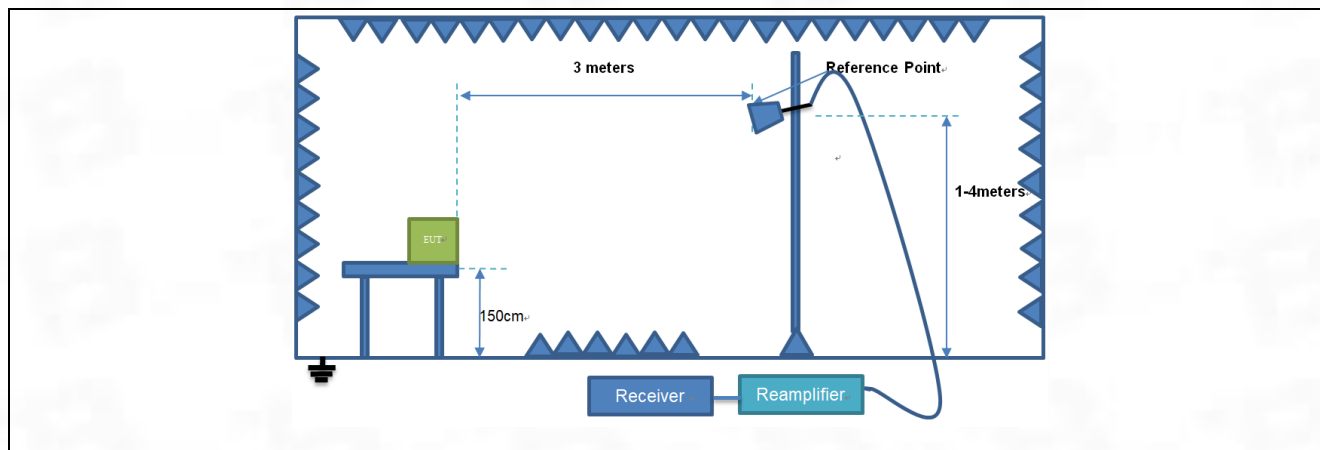 3 meters
Reference Point
1-4meters
EUT
150cm
Receiver
Reamplifier